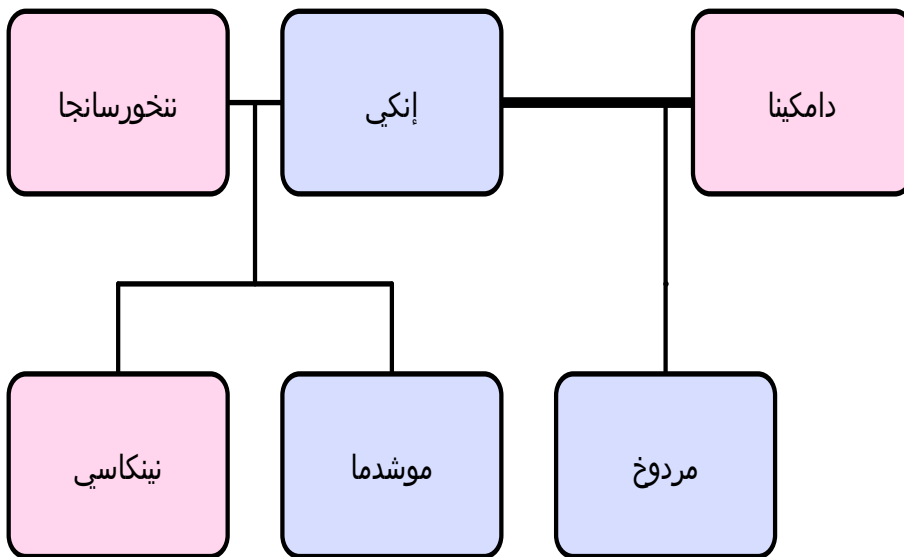 دامكينا
إنكي
ننخورسانجا
مردوخ
موشدما
نينكاسي